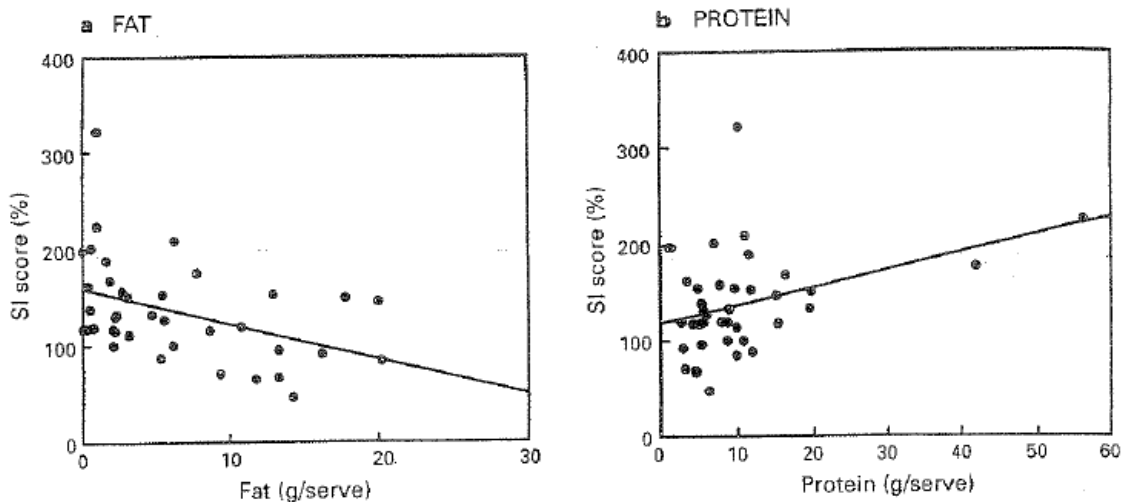 a FAT
400
300
200
100
0
SI score (%)
0 10 20. 30
Fat (g/serve)
b PROTEIN
400
300
200
100
0
SI score (%)
0 10 20 30 40 50 60
Protein (g/serve)